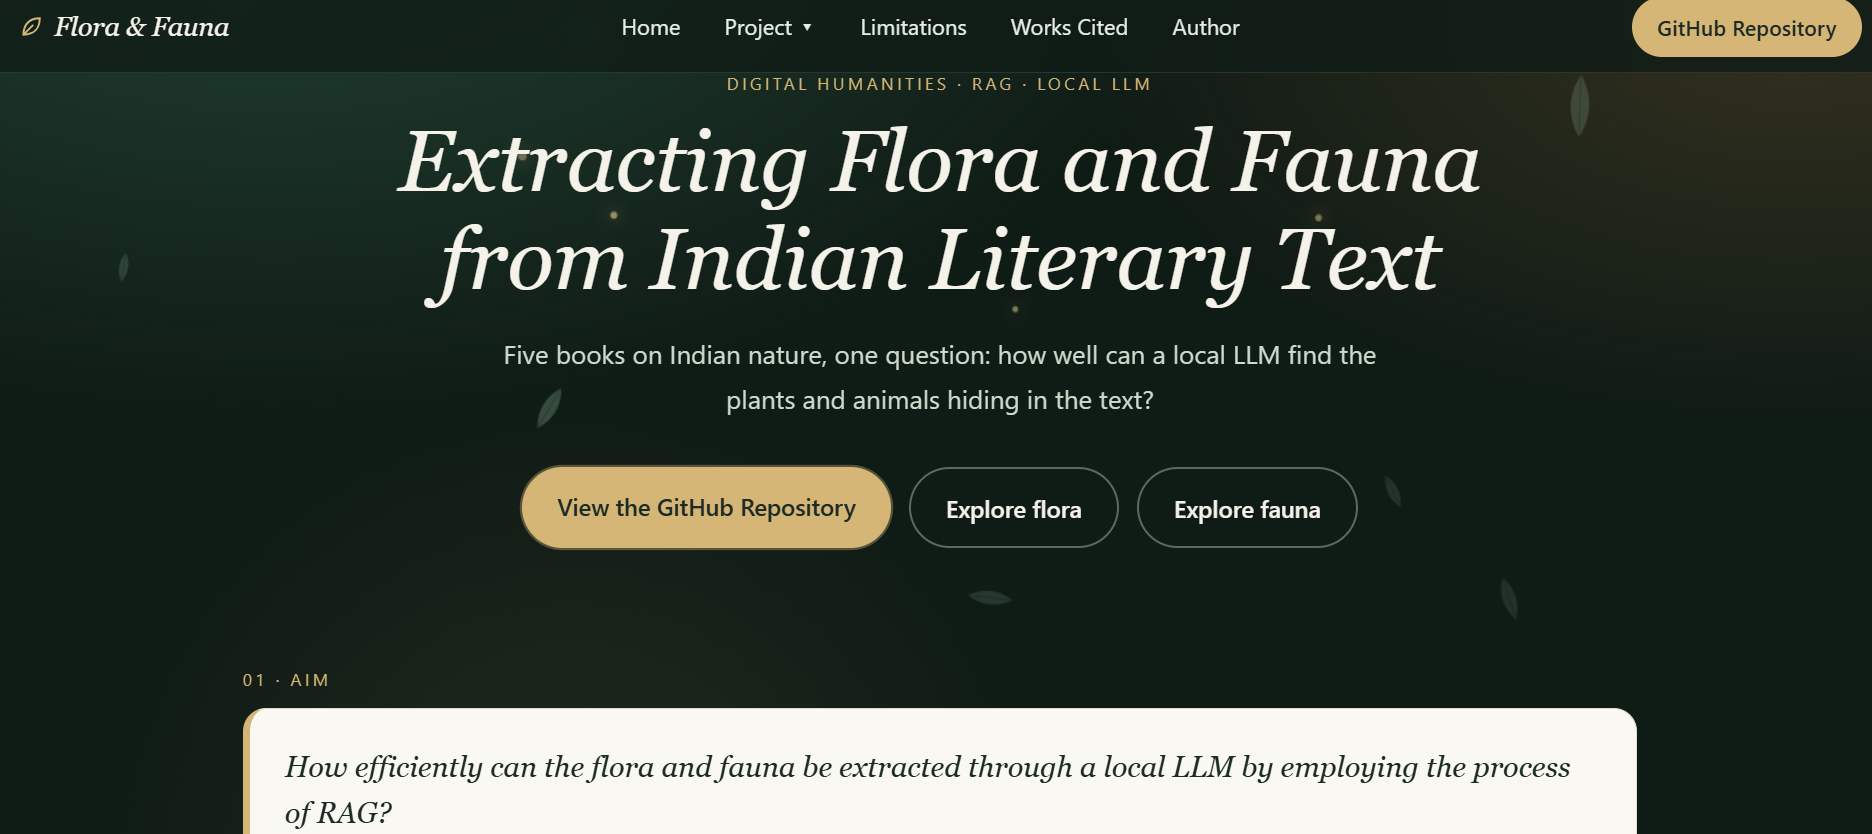 Flora & Fauna
Home
Project ▼
Limitations
Works Cited
Author
GitHub Repository
DIGITAL HUMANITIES · RAG · LOCAL LLM
Extracting Flora and Fauna
from Indian Literary Text
Five books on Indian nature, one question: how well can a local LLM find the
plants and animals hiding in the text?
View the GitHub Repository
Explore flora
Explore fauna
01 · AIM
How efficiently can the flora and fauna be extracted through a local LLM by employing the process
of RAG?